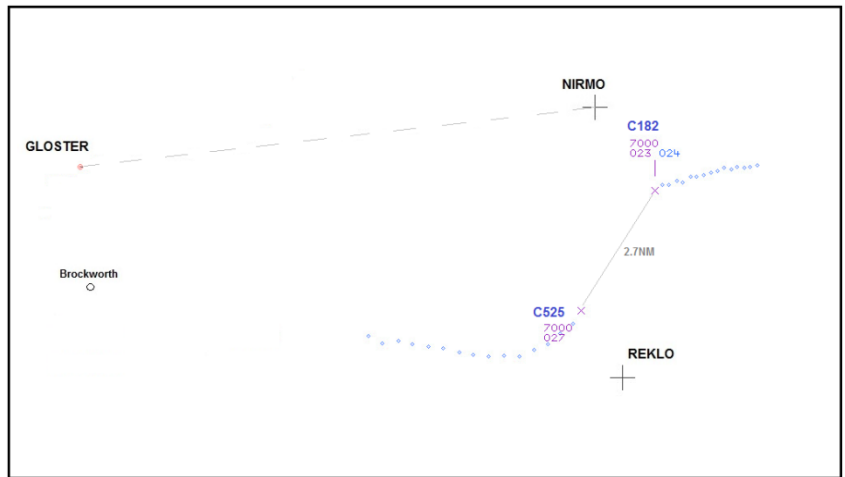 NIRMO
C182
7000
023 024
GLOSTER
2.7NM
Brockworth
C525
7000
027
REKLO